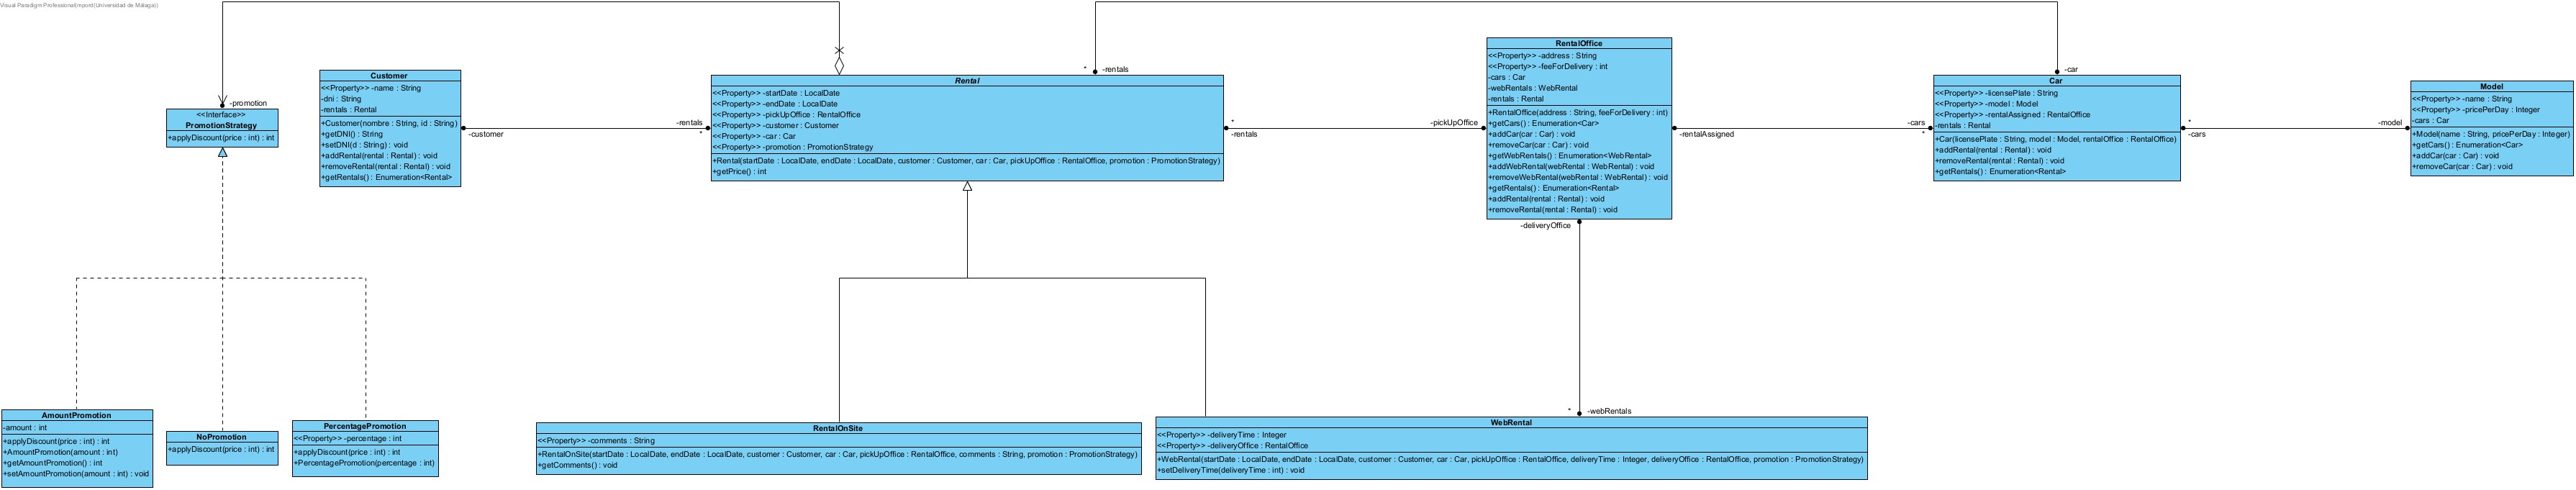 Visual Paradigm Professional(mpord(Universidad de Málaga))
-promotion
<<Interface>>
PromotionStrategy
+applyDiscount(price : int) : int
Customer
<<Property>> -name : String
-dni : String
-rentals : Rental
+Customer(nombre : String, id : String)
+getDNI() : String
+setDNI(d : String) : void
+addRental(rental : Rental) : void
+removeRental(rental : Rental) : void
+getRentals() : Enumeration<Rental>
-customer
-rentals
*
Rental
<<Property>> -startDate : LocalDate
<<Property>> -endDate : LocalDate
<<Property>> -pickUpOffice : RentalOffice
<<Property>> -customer : Customer
<<Property>> -car : Car
<<Property>> -promotion : PromotionStrategy
+Rental(startDate : LocalDate, endDate : LocalDate, customer : Customer, car : Car, pickUpOffice : RentalOffice, promotion : PromotionStrategy)
+getPrice() : int
* -rentals
*
-rentals
-pickUpOffice
RentalOffice
<<Property>> -address : String
<<Property>> -feeForDelivery : int
-cars : Car
-webRentals : WebRental
-rentals : Rental
+RentalOffice(address : String, feeForDelivery : int)
+getCars() : Enumeration<Car>
+addCar(car : Car) : void
+removeCar(car : Car) : void
+getWebRentals() : Enumeration<WebRental>
+addWebRental(webRental : WebRental) : void
+removeWebRental(webRental : WebRental) : void
+getRentals() : Enumeration<Rental>
+addRental(rental : Rental) : void
+removeRental(rental : Rental) : void
-deliveryOffice
-rentalAssigned
-cars
*
-car
Car
<<Property>> -licensePlate : String
<<Property>> -model : Model
<<Property>> -rentalAssigned : RentalOffice
-rentals : Rental
+Car(licensePlate : String, model : Model, rentalOffice : RentalOffice)
+addRental(rental : Rental) : void
+removeRental(rental : Rental) : void
+getRentals() : Enumeration<Rental>
*
-cars
-model
Model
<<Property>> -name : String
<<Property>> -pricePerDay : Integer
-cars : Car
+Model(name : String, pricePerDay : Integer)
+getCars() : Enumeration<Car>
+addCar(car : Car) : void
+removeCar(car : Car) : void
AmountPromotion
-amount : int
+applyDiscount(price : int) : int
+AmountPromotion(amount : int)
+getAmountPromotion() : int
+setAmountPromotion(amount : int) : void
NoPromotion
+applyDiscount(price : int) : int
PercentagePromotion
<<Property>> -percentage : int
+applyDiscount(price : int) : int
+PercentagePromotion(percentage : int)
RentalOnSite
<<Property>> -comments : String
+RentalOnSite(startDate : LocalDate, endDate : LocalDate, customer : Customer, car : Car, pickUpOffice : RentalOffice, comments : String, promotion : PromotionStrategy)
+getComments() : void
* -webRentals
WebRental
<<Property>> -deliveryTime : Integer
<<Property>> -deliveryOffice : RentalOffice
+WebRental(startDate : LocalDate, endDate : LocalDate, customer : Customer, car : Car, pickUpOffice : RentalOffice, deliveryTime : Integer, deliveryOffice : RentalOffice, promotion : PromotionStrategy)
+setDeliveryTime(deliveryTime : int) : void